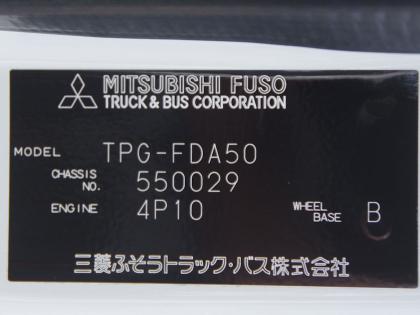 MITSUBISHI FUSO
TRUCK & BUS CORPORATION
MODEL TPG-FDA50
CHASSIS NO. 550029
ENGINE 4P10 WHEEL BASE B
三菱ふそうトラック・バス株式会社